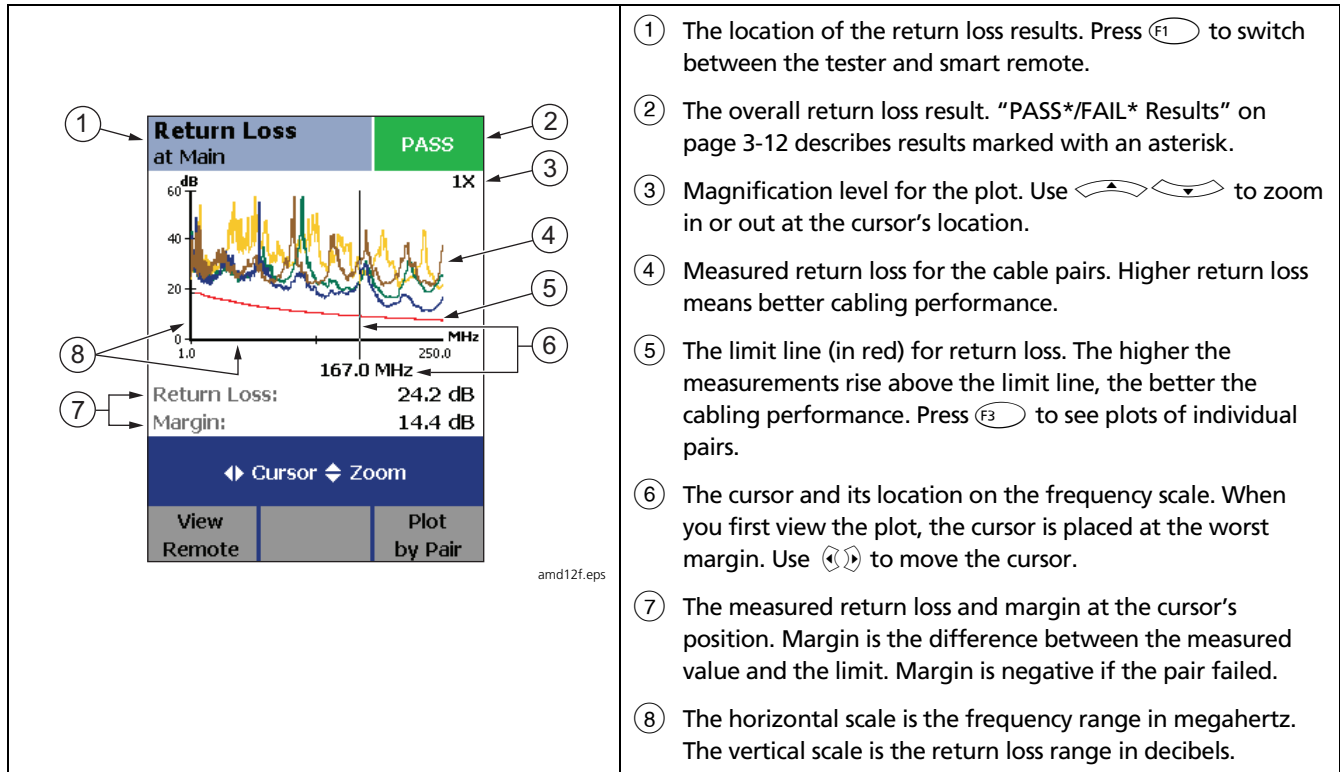 1
Return Loss
at Main
PASS
2
1X
3
dB
60
40
20
0
4
5
MHz
1.0
250.0
6
8
167.0 MHz
7
Return Loss:
24.2 dB
Margin:
14.4 dB
Cursor Zoom
View
Remote
Plot
by Pair
amd12f.eps
1 The location of the return loss results. Press F1 to switch
between the tester and smart remote.
2 The overall return loss result. “PASS*/FAIL* Results” on
page 3-12 describes results marked with an asterisk.
3 Magnification level for the plot. Use to zoom
in or out at the cursor’s location.
4 Measured return loss for the cable pairs. Higher return loss
means better cabling performance.
5 The limit line (in red) for return loss. The higher the
measurements rise above the limit line, the better the
cabling performance. Press F3 to see plots of individual
pairs.
6 The cursor and its location on the frequency scale. When
you first view the plot, the cursor is placed at the worst
margin. Use to move the cursor.
7 The measured return loss and margin at the cursor’s
position. Margin is the difference between the measured
value and the limit. Margin is negative if the pair failed.
8 The horizontal scale is the frequency range in megahertz.
The vertical scale is the return loss range in decibels.